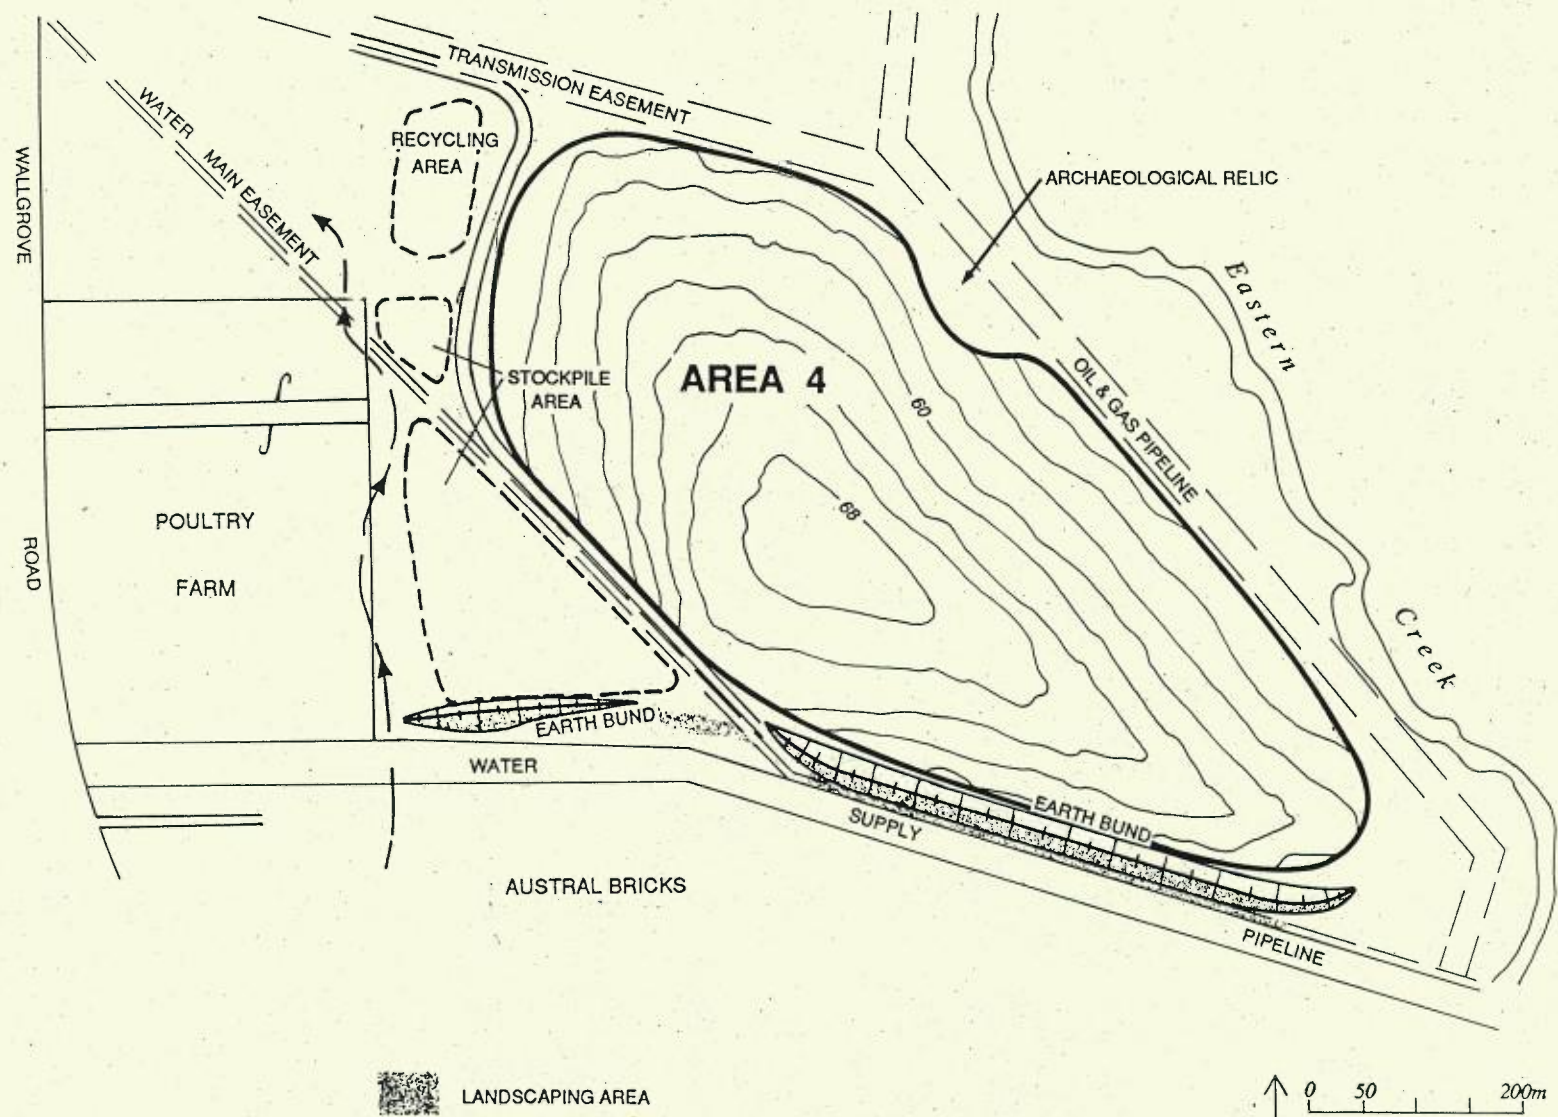 TRANSMISSION EASEMENT
WATER MAIN EASEMENT
RECYCLING
AREA
WALLGROVE
ROAD
ARCHAEOLOGICAL RELIC
Eastern
Creek
STOCKPILE
AREA
AREA 4
60
68
OIL & GAS PIPELINE
POULTRY
FARM
EARTH BUND
WATER
SUPPLY
PIPELINE
EARTH BUND
AUSTRAL BRICKS
LANDSCAPING AREA
0 50 200m